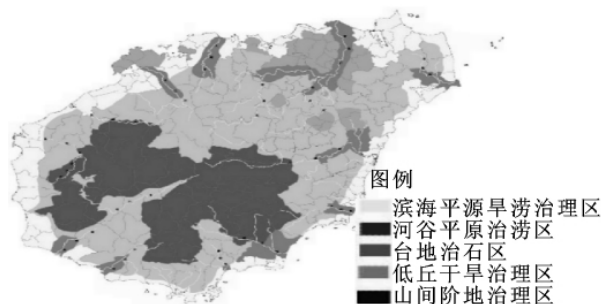 图例
滨海平源旱涝治理区
河谷平原治涝区
台地治石区
低丘干旱治理区
山间阶地治理区